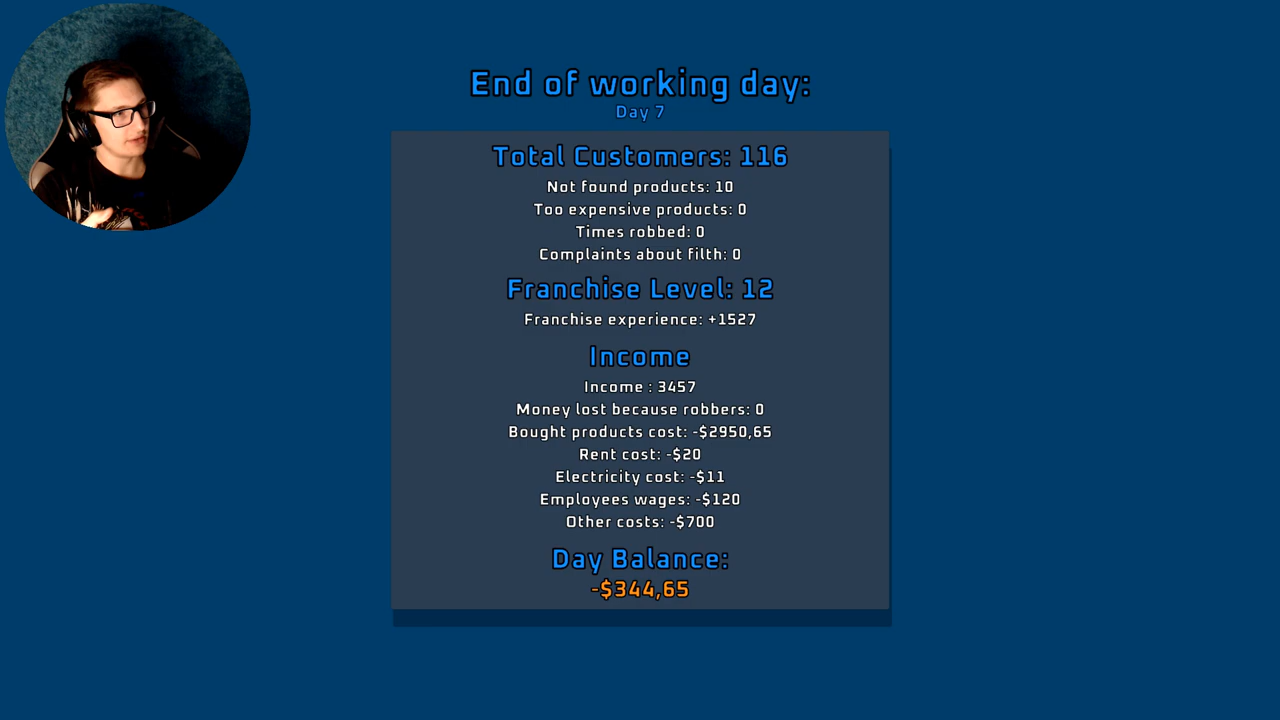 End of working day:
Day 7
Total Customers: 116
Not found products: 10
Too expensive products: 0
Times robbed: 0
Complaints about filth: 0
Franchise Level: 12
Franchise experience: +1527
Income
Income : 3457
Money lost because robbers: 0
Bought products cost: -$2950,65
Rent cost: -$20
Electricity cost: -$11
Employees wages: -$120
Other costs: -$700
Day Balance:
-$344,65